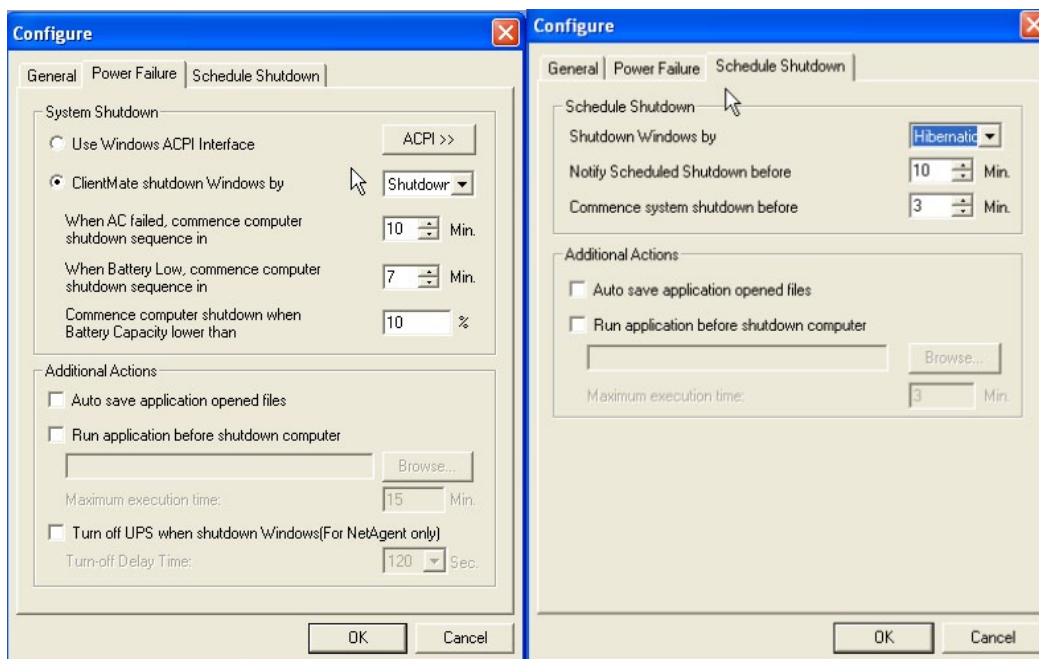 Configure
General
Power Failure
Schedule Shutdown
System Shutdown
Use Windows ACPI Interface
ACPI >>
ClientMate shutdown Windows by
Shutdowr
When AC failed, commence computer
shutdown sequence in
10
Min.
When Battery Low, commence computer
shutdown sequence in
7
Min.
Commence computer shutdown when
Battery Capacity lower than
10
%
Additional Actions
Auto save application opened files
Run application before shutdown computer
Browse...
Maximum execution time:
15
Min.
Turn off UPS when shutdown Windows(For NetAgent only)
Turn-off Delay Time:
120
Sec.
OK
Cancel
Configure
General
Power Failure
Schedule Shutdown
Schedule Shutdown
Shutdown Windows by
Hibernatic
Notify Scheduled Shutdown before
10
Min.
Commence system shutdown before
3
Min.
Additional Actions
Auto save application opened files
Run application before shutdown computer
Browse...
Maximum execution time:
3
Min.
OK
Cancel